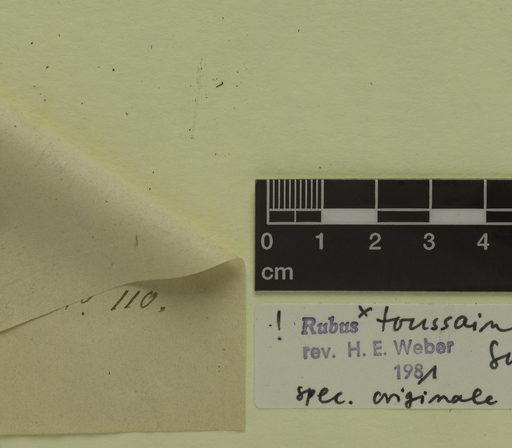 110.
0 1 2 3 4
cm
! Rubus × toussain
rev. H. E. Weber
1981
spec. originale